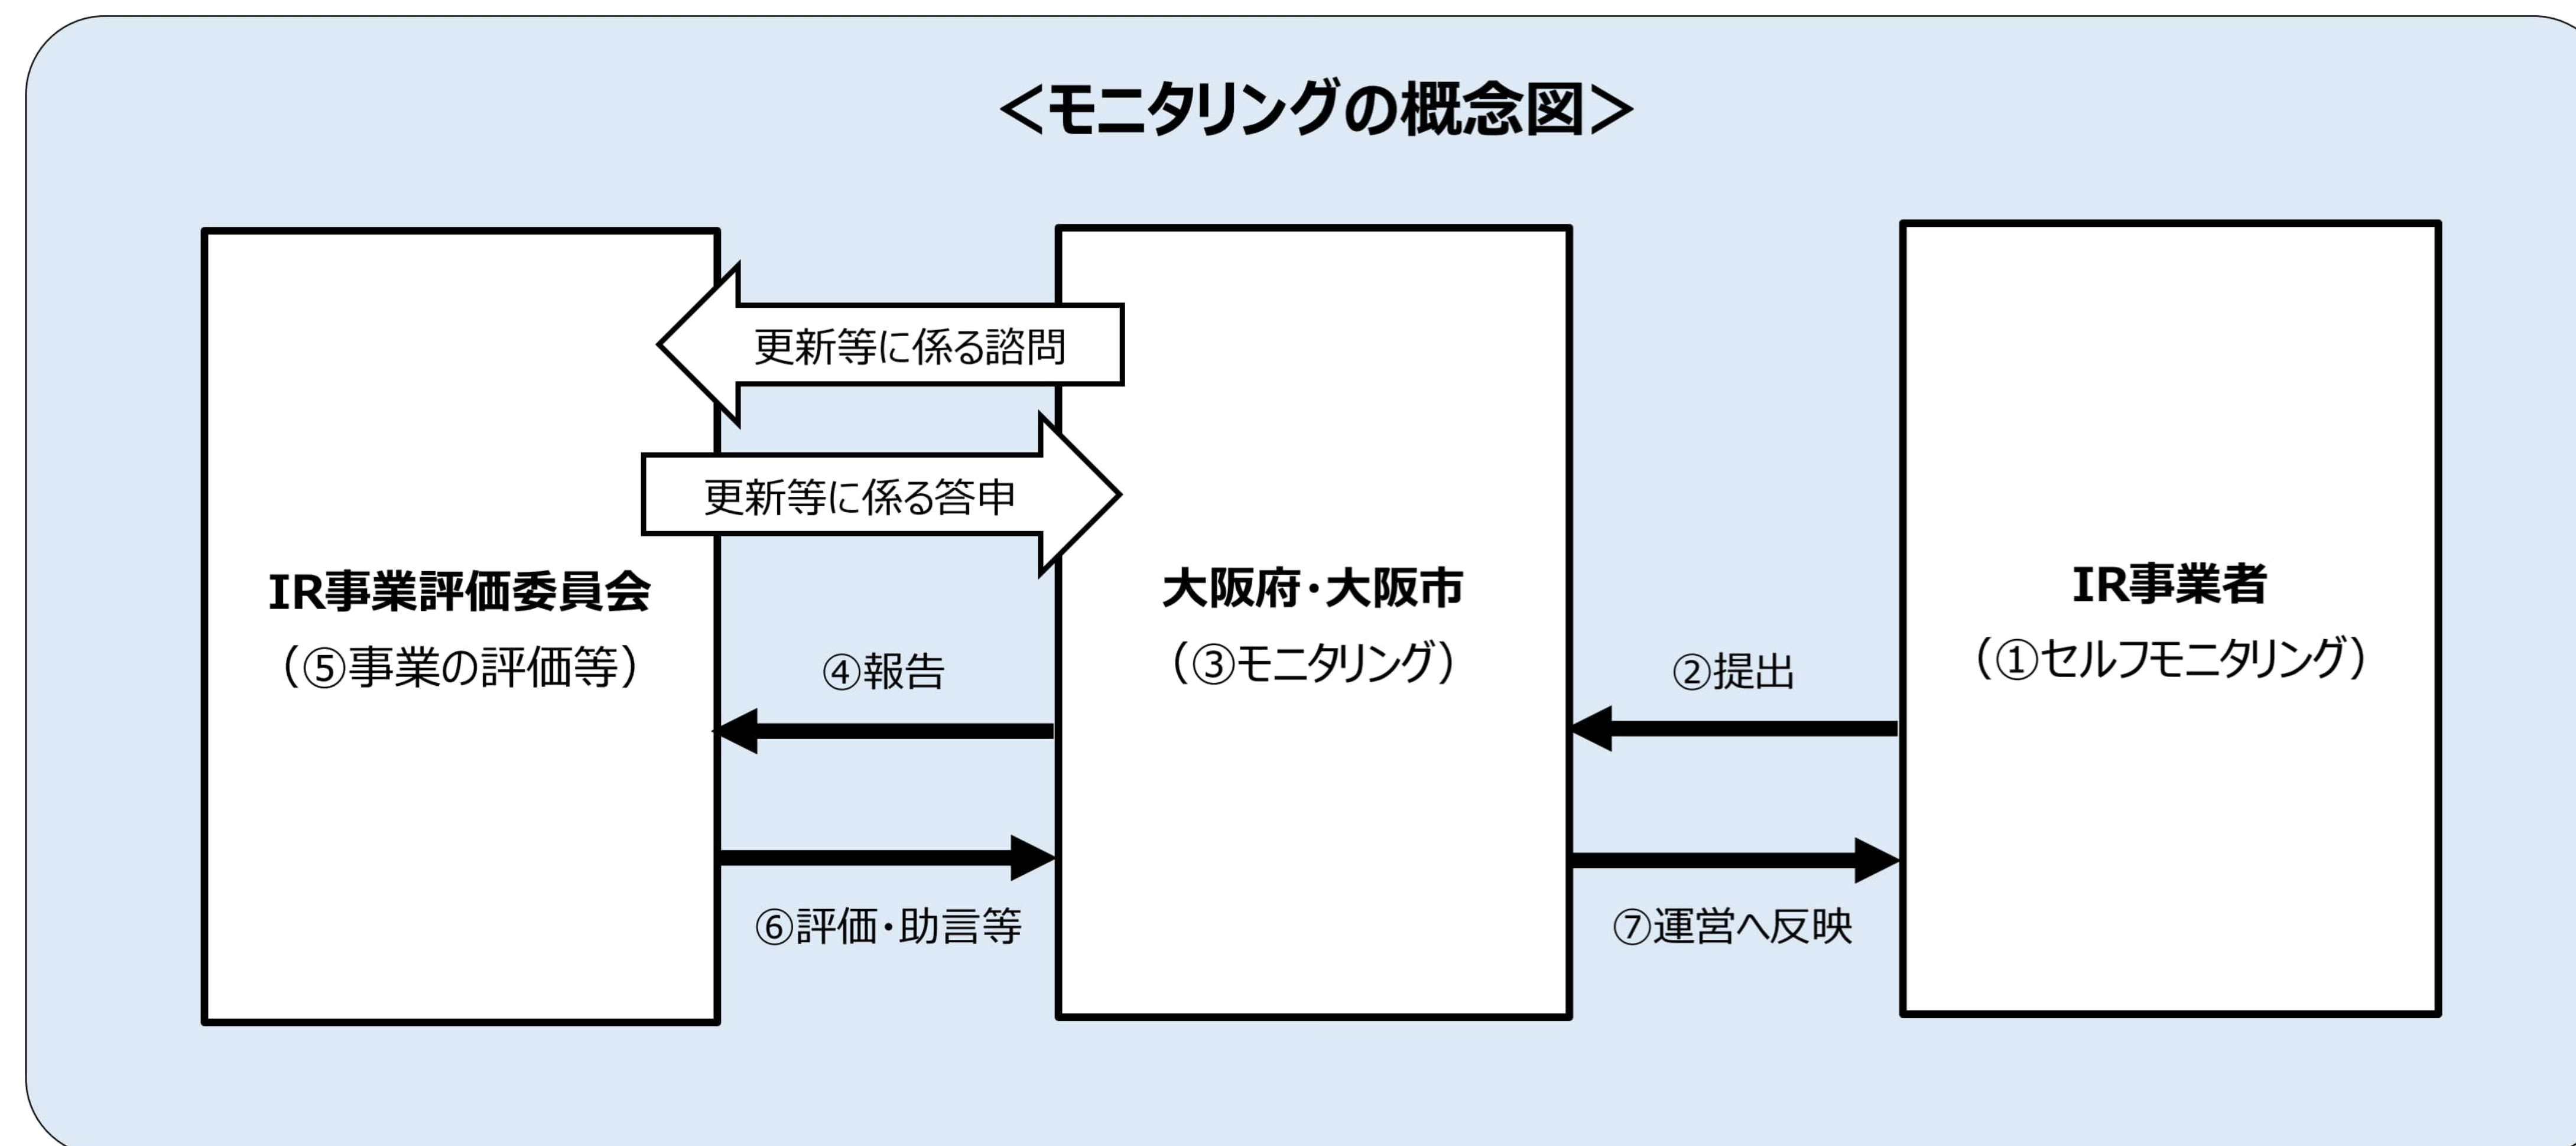 ＜モニタリングの概念図＞
更新等に係る諮問
更新等に係る答申
IR事業評価委員会
（⑤事業の評価等）
④報告
⑥評価・助言等
大阪府・大阪市
（③モニタリング）
②提出
⑦運営へ反映
IR事業者
（①セルフモニタリング）